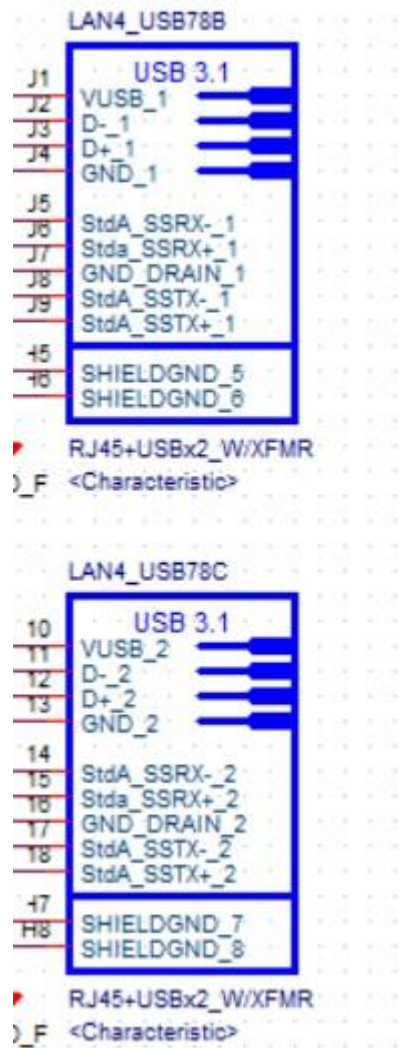 LAN4_USB78B
USB 3.1
J1 VUSB_1
J2 D-_1
J3 D+_1
J4 GND_1
J5 StdA_SSRX-_1
J6 Stda_SSRX+_1
J7 GND_DRAIN_1
J8 StdA_SSTX-_1
J9 StdA_SSTX+_1
SHIELDGND_5
SHIELDGND_6
RJ45+USBx2_W/XFMR
<Characteristic>
LAN4_USB78C
USB 3.1
10 VUSB_2
11 D-_2
12 D+_2
13 GND_2
14 StdA_SSRX-_2
15 Stda_SSRX+_2
16 GND_DRAIN_2
17 StdA_SSTX-_2
18 StdA_SSTX+_2
SHIELDGND_7
H8 SHIELDGND_8
RJ45+USBx2_W/XFMR
<Characteristic>